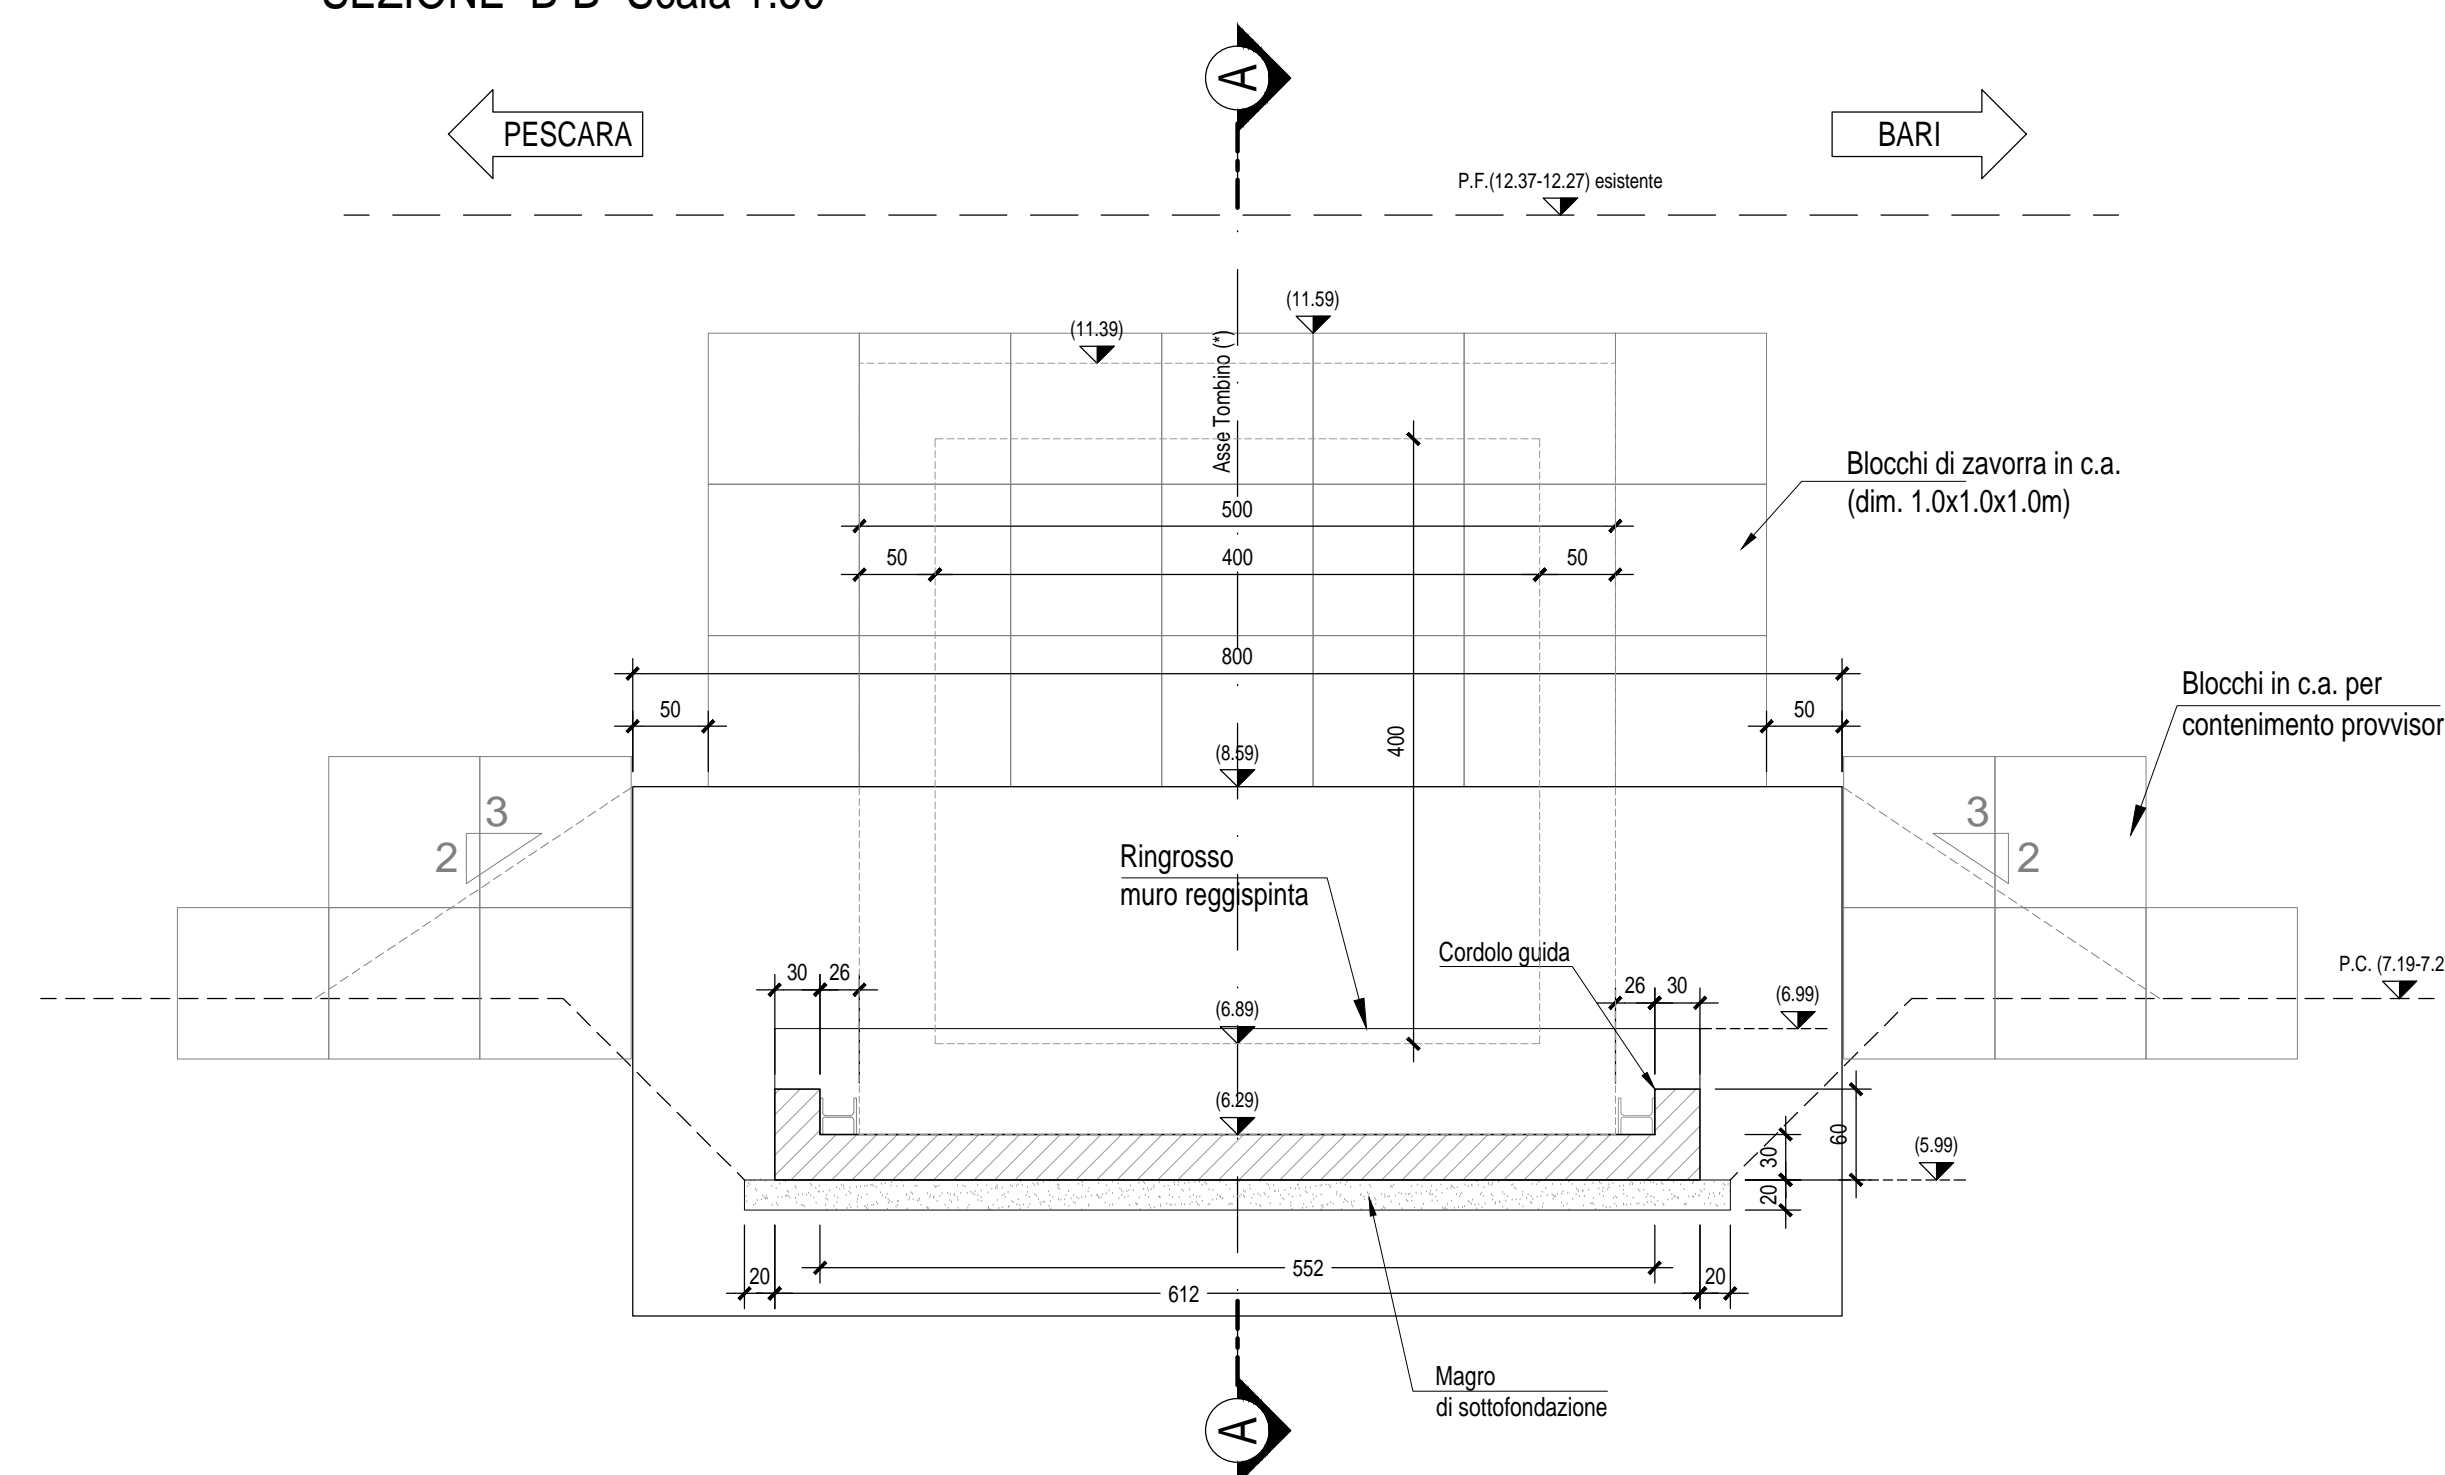 PESCARA
BARI
A
P.F.(12.37-12.27) esistente
(11.59)
(11.39)
Asse Tombino (*)
Blocchi di zavorra in c.a.
(dim. 1.0x1.0x1.0m)
500
50
400
50
800
50
50
400
Blocchi in c.a. per
contenimento provvisor
(8.59)
3
2
3
2
Ringrosso
muro reggispinta
Cordolo guida
P.C. (7.19-7.2
30
26
26
30
(6.99)
(6.89)
(6.29)
60
30
20
(5.99)
552
20
20
612
Magro
di sottofondazione
A